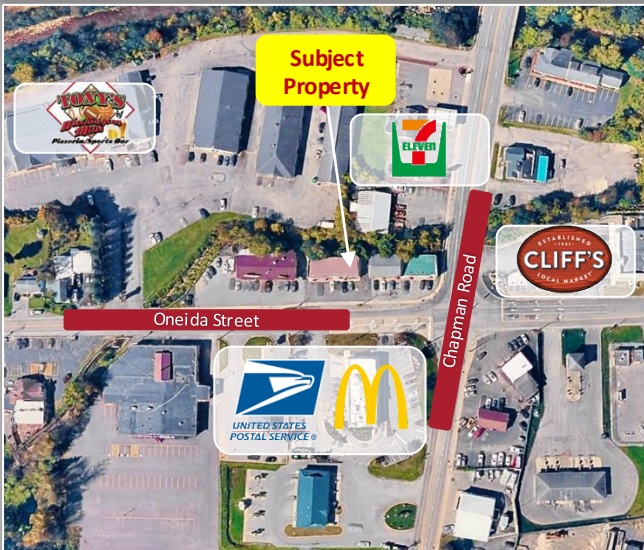 Subject
Property
TONY'S
Pizzeria/Sports Bar
7
ELEVEN
ESTABLISHED
CLIFF'S
LOCAL MARKET
Chapman Road
Oneida Street
UNITED STATES
POSTAL SERVICE ®